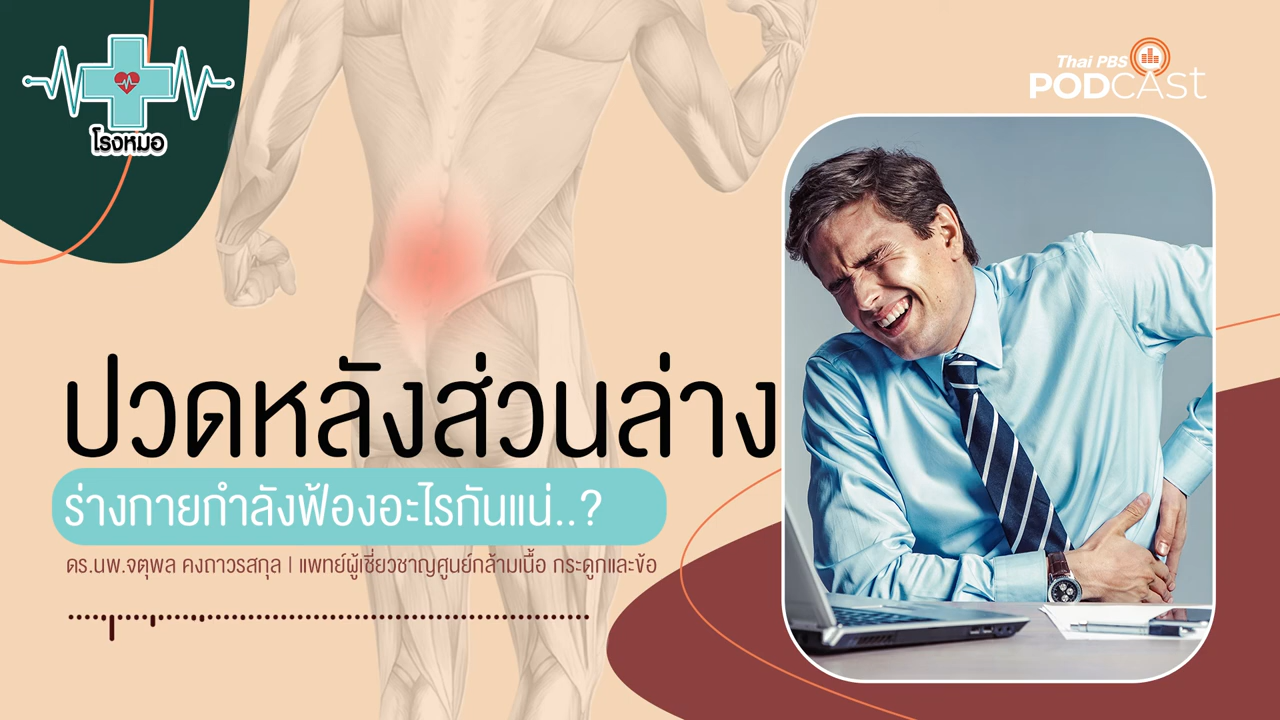 โรงหมอ
Thai PBS
PODCAST
ปวดหลังส่วนล่าง
ร่างกายกำลังฟ้องอะไรกันแน่..?
ดร.นพ.จตุพล คงถาวรสกุล | แพทย์ผู้เชี่ยวชาญศูนย์กล้ามเนื้อ กระดูกและข้อ